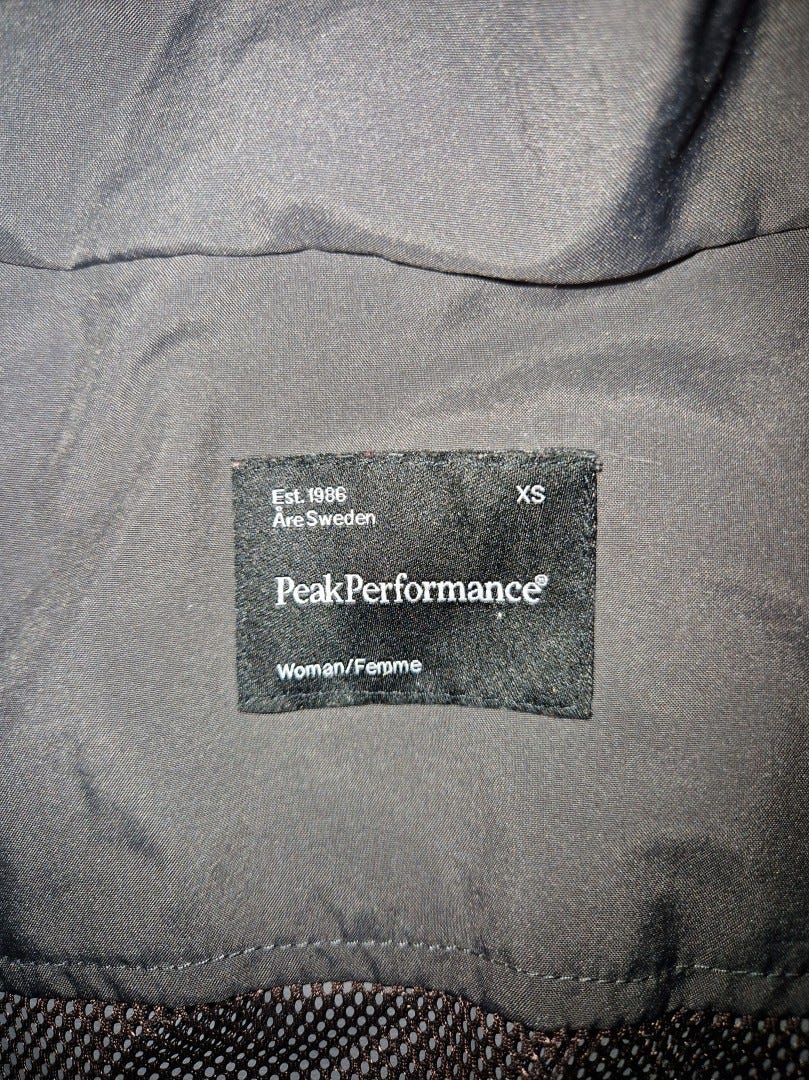 Est. 1986 XS
Åre Sweden
PeakPerformance®
Woman/Femme